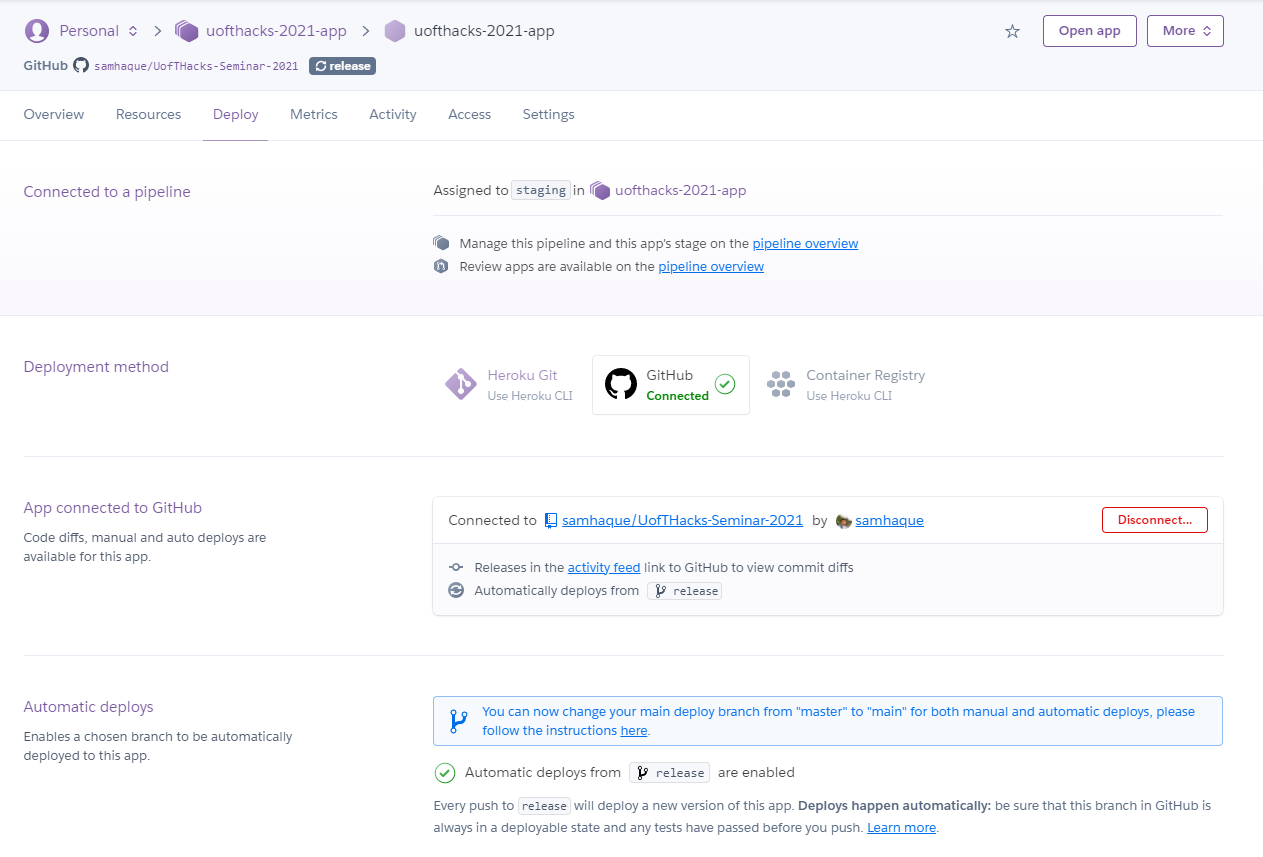 Personal uofthacks-2021-app uofthacks-2021-app Open app More
GitHub samhaque/UofTHacks-Seminar-2021 release
Overview Resources Deploy Metrics Activity Access Settings
Connected to a pipeline
Assigned to staging in uofthacks-2021-app
Manage this pipeline and this app's stage on the pipeline overview
Review apps are available on the pipeline overview
Deployment method
Heroku Git
Use Heroku CLI
GitHub
Connected
Container Registry
Use Heroku CLI
App connected to GitHub
Code diffs, manual and auto deploys are
available for this app.
Connected to samhaque/UofTHacks-Seminar-2021 by samhaque Disconnect...
Releases in the activity feed link to GitHub to view commit diffs
Automatically deploys from release
Automatic deploys
Enables a chosen branch to be automatically
deployed to this app.
You can now change your main deploy branch from "master" to "main" for both manual and automatic deploys, please
follow the instructions here.
Automatic deploys from release are enabled
Every push to release will deploy a new version of this app. Deploys happen automatically: be sure that this branch in GitHub is
always in a deployable state and any tests have passed before you push. Learn more.